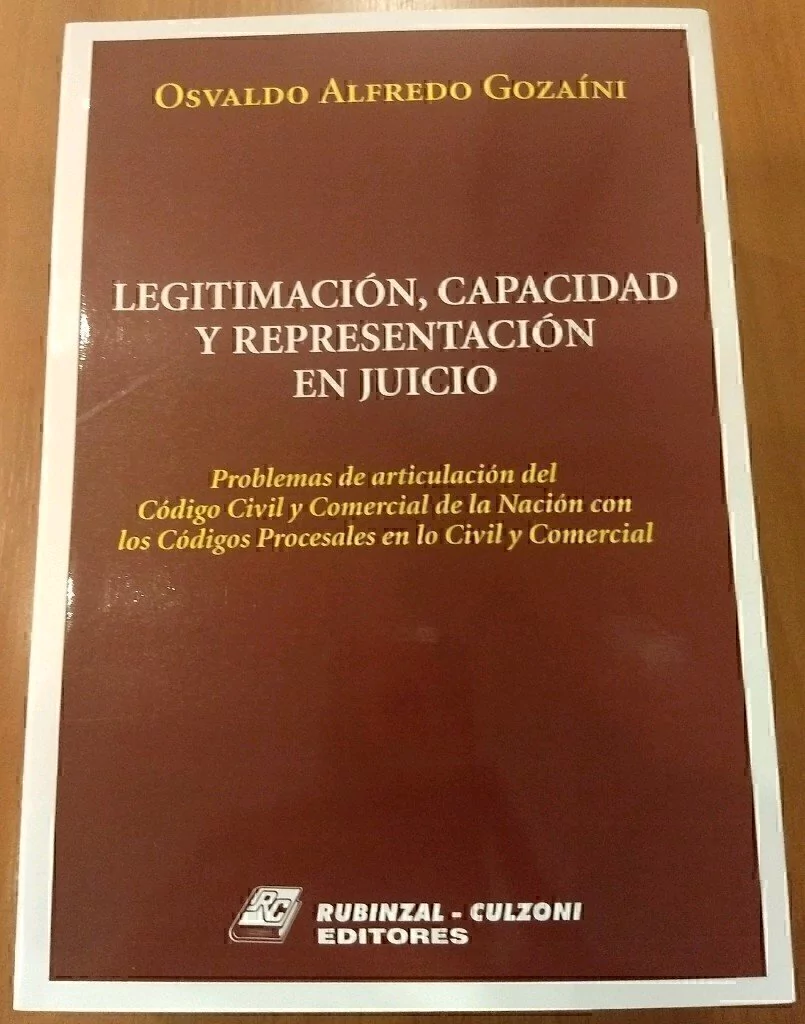 Osvaldo Alfredo Gozaíni
LEGITIMACIÓN, CAPACIDAD
Y REPRESENTACIÓN
EN JUICIO
Problemas de articulación del
Código Civil y Comercial de la Nación con
los Códigos Procesales en lo Civil y Comercial
RC
RUBINZAL - CULZONI
EDITORES